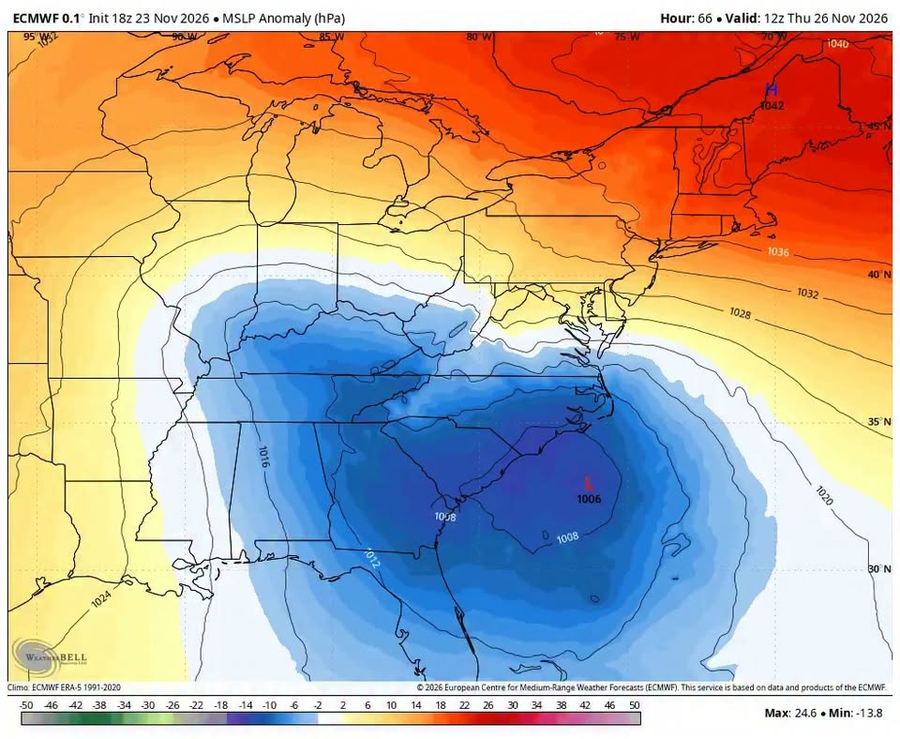 ECMWF 0.1° Init 18z 23 Nov 2026 • MSLP Anomaly (hPa)
Hour: 66 • Valid: 12z Thu 26 Nov 2026
95°W
90°W
85°W
80°W
75°W
70°W
1032
1040
H
1042
45°N
1036
40°N
1032
1028
35°N
1016
L
1006
1020
1008
1008
1012
30°N
1024
WeatherBELL
Climo: ECMWF ERA-5 1991-2020
© 2026 European Centre for Medium-Range Weather Forecasts (ECMWF). This service is based on data and products of the ECMWF.
-50 -46 -42 -38 -34 -30 -26 -22 -18 -14 -10 -6 -2 2 6 10 14 18 22 26 30 34 38 42 46 50
Max: 24.6 • Min: -13.8